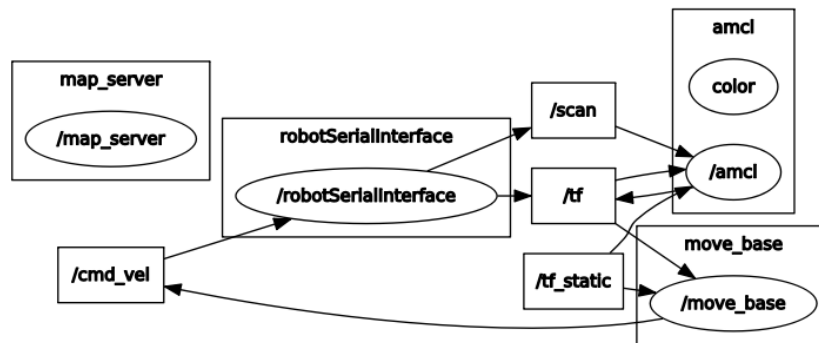 map_server
/map_server
robotSerialInterface
/robotSerialInterface
/cmd_vel
/scan
/tf
/tf_static
amcl
color
/amcl
move_base
/move_base